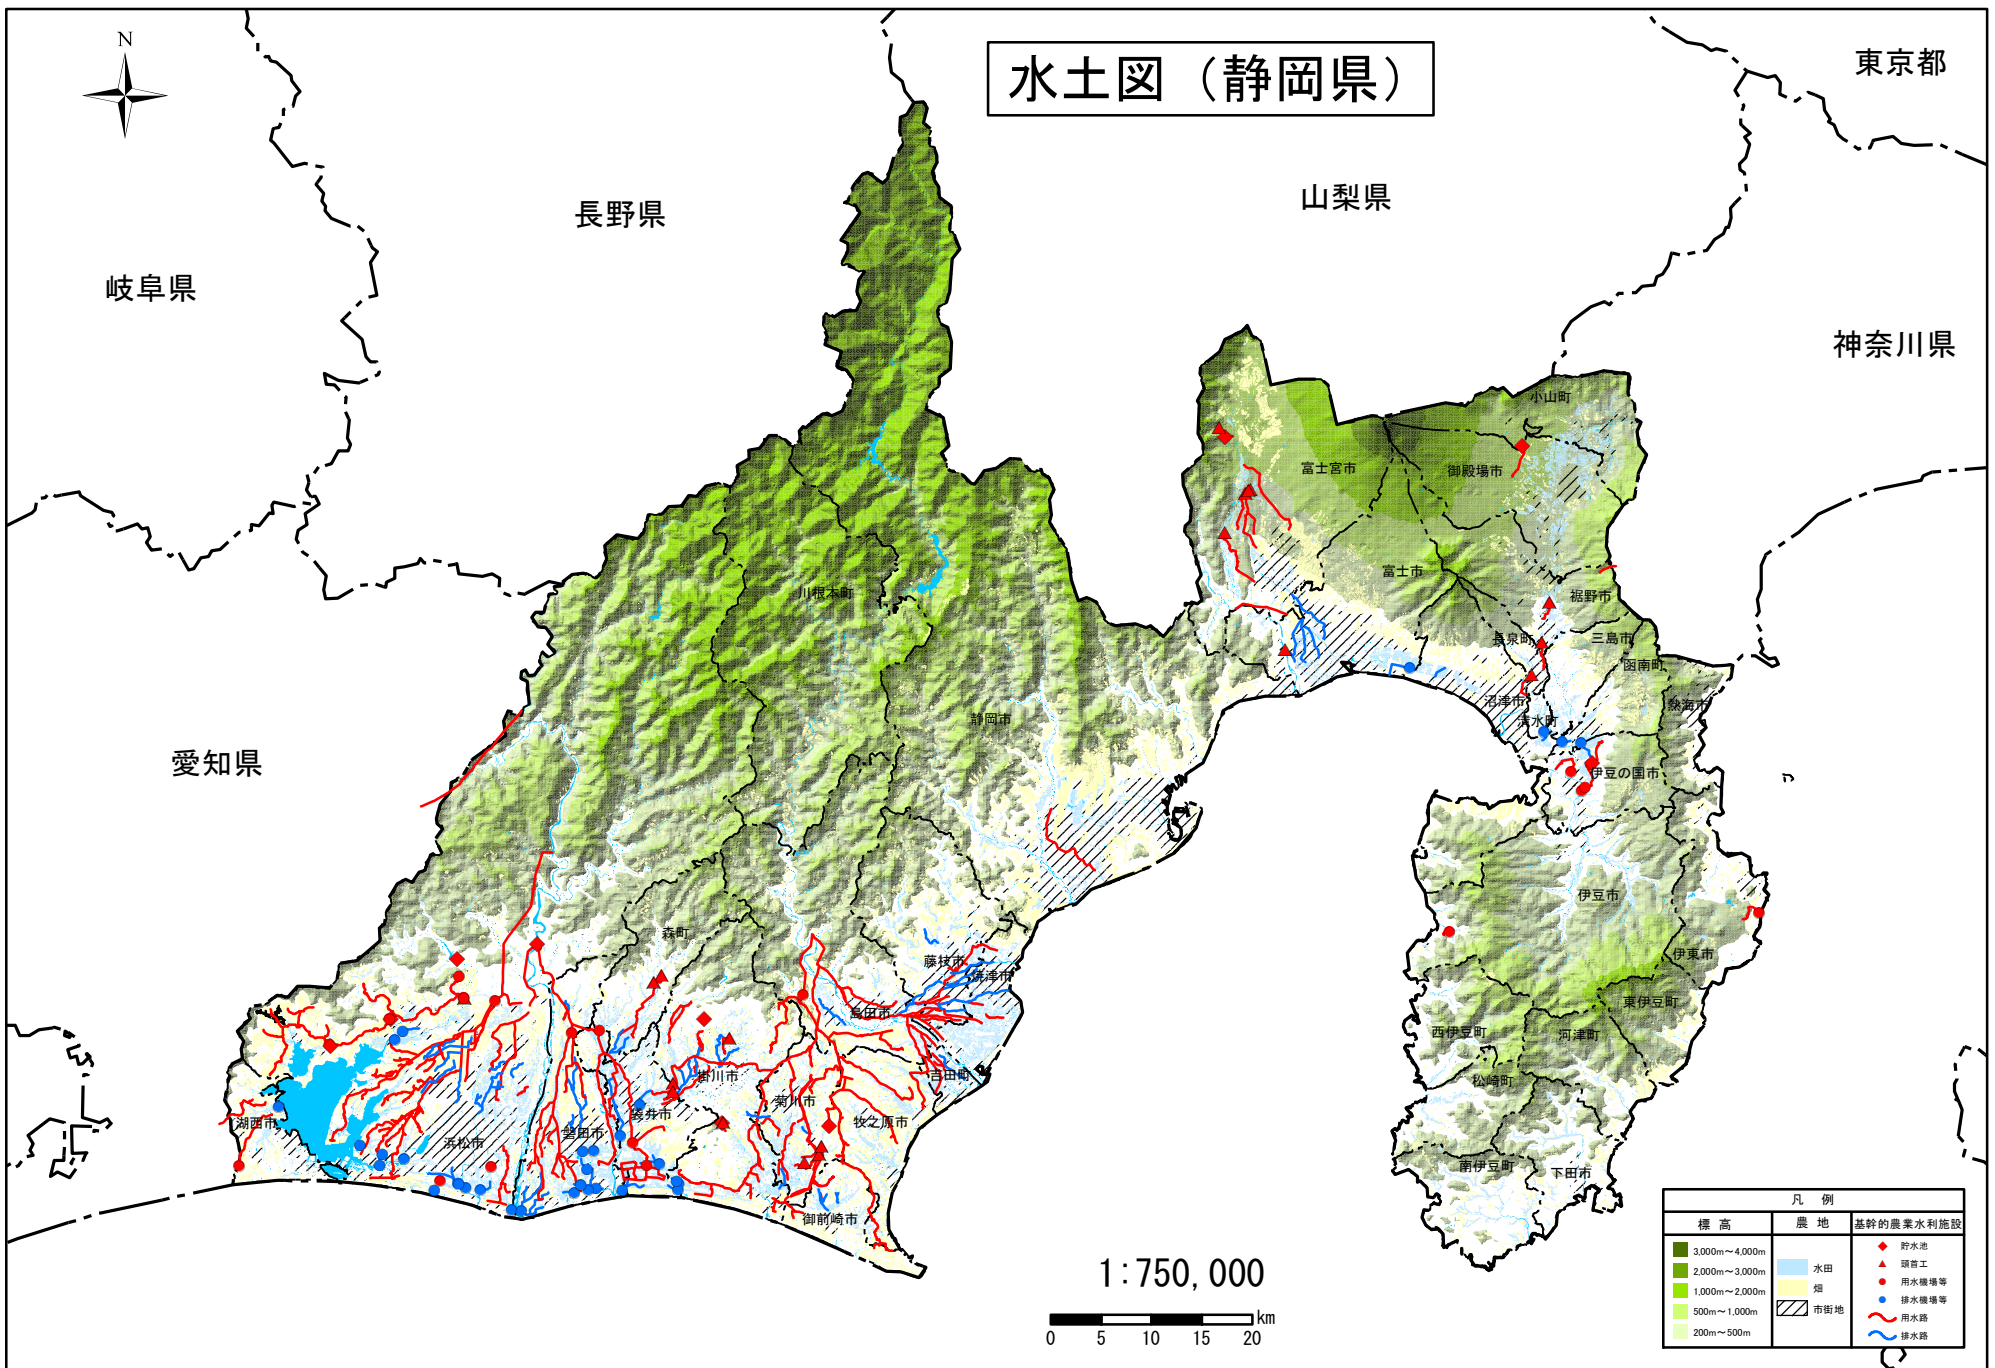 N
水土図（静岡県）
東京都
長野県
山梨県
岐阜県
神奈川県
愛知県
小山町
富士宮市
御殿場市
富士市
裾野市
川根本町
長泉町
三島市
函南町
静岡市
沼津市
清水町
熱海市
伊豆の国市
伊豆市
森町
藤枝市
焼津市
伊東市
島田市
東伊豆町
西伊豆町
河津町
掛川市
吉田町
松崎町
湖西市
浜松市
磐田市
袋井市
菊川市
牧之原市
南伊豆町
下田市
御前崎市
1:750,000
0 5 10 15 20 km
凡 例
標 高
農 地
基幹的農業水利施設
3,000m～4,000m
2,000m～3,000m
1,000m～2,000m
500m～1,000m
200m～500m
水田
畑
市街地
貯水池
頭首工
用水機場等
排水機場等
用水路
排水路